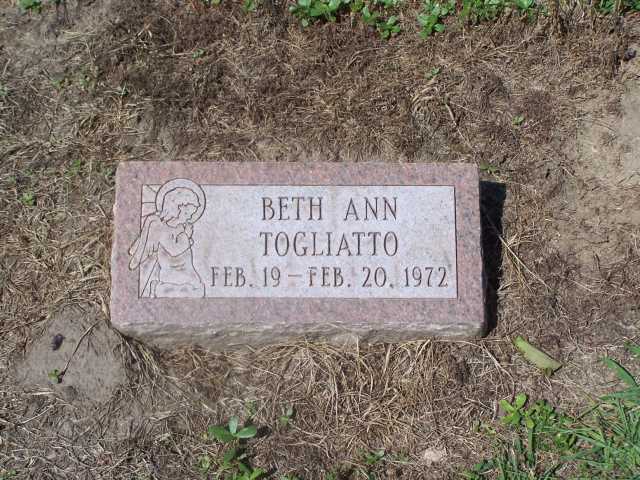 BETH ANN
TOGLIATTO
FEB. 19 – FEB. 20, 1972